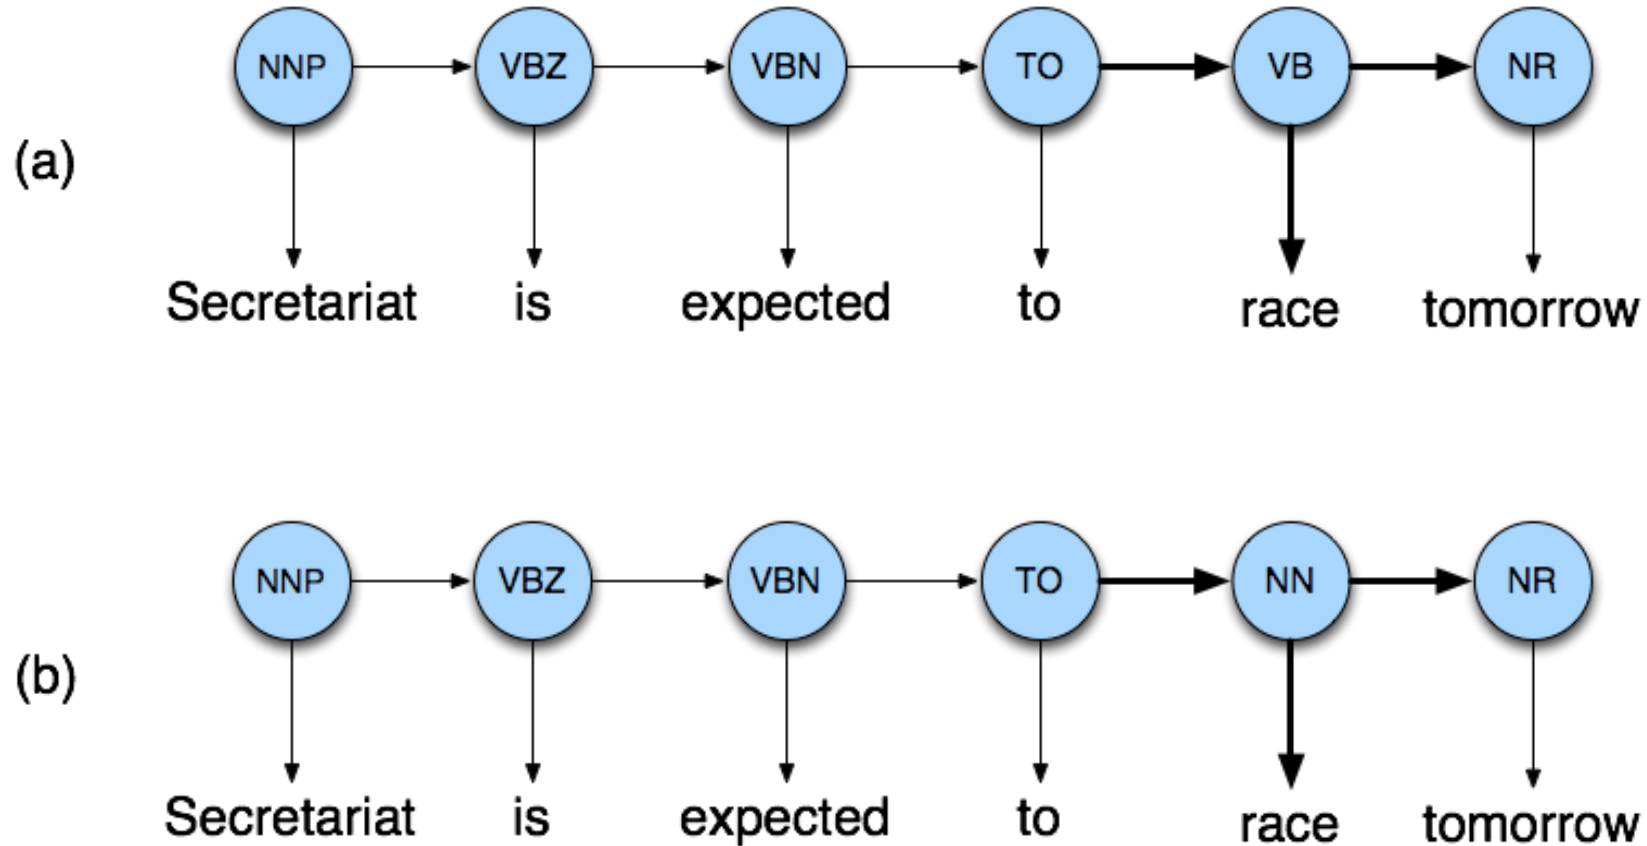 NNP VBZ VBN TO VB NR
(a)
Secretariat is expected to race tomorrow
NNP VBZ VBN TO NN NR
(b)
Secretariat is expected to race tomorrow